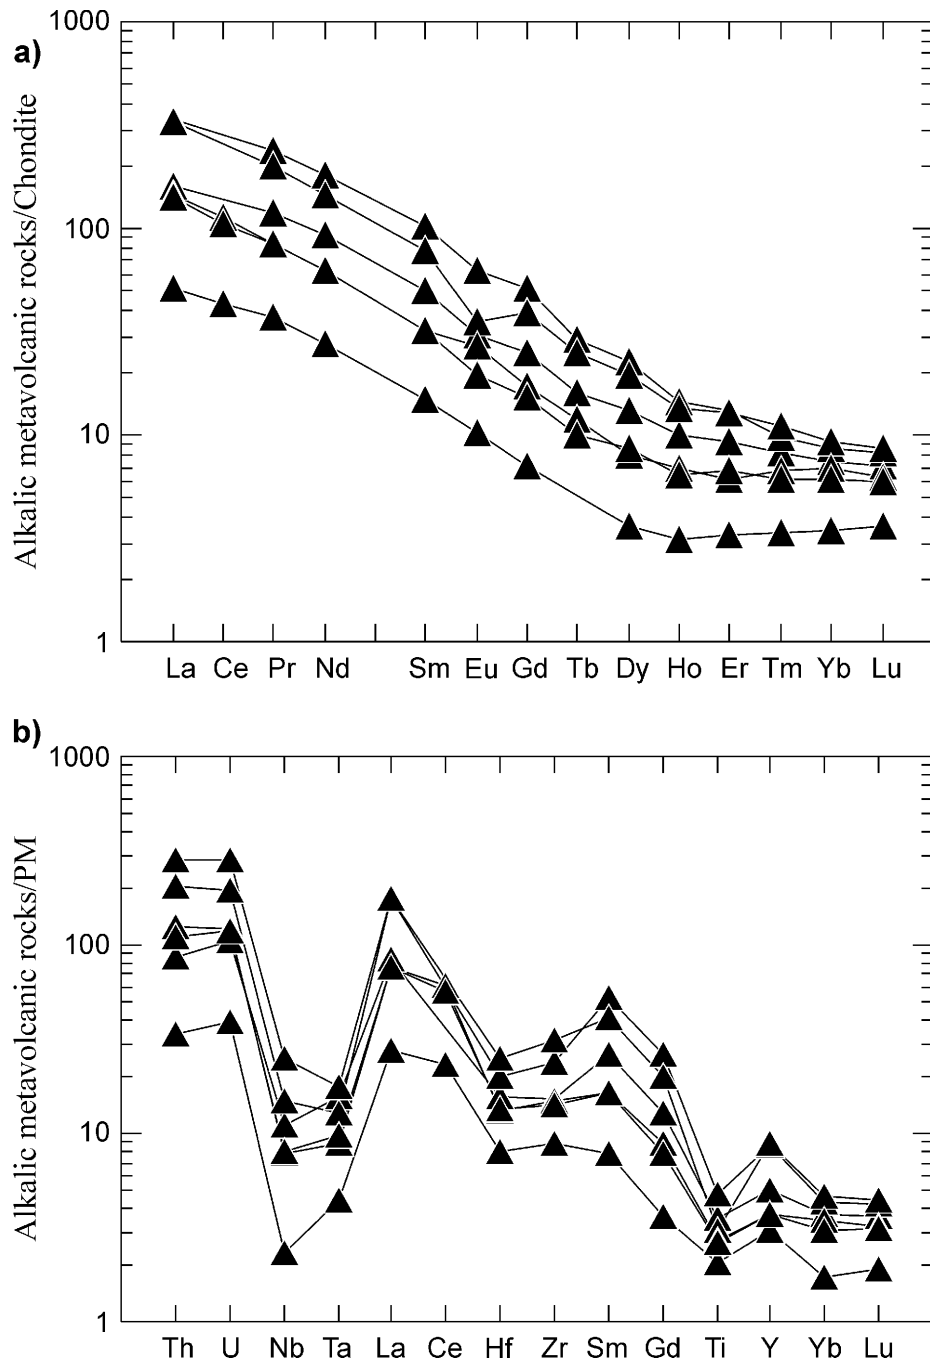 a)
Alkalic metavolcanic rocks/Chondite
1000
100
10
1
La Ce Pr Nd Sm Eu Gd Tb Dy Ho Er Tm Yb Lu
b)
Alkalic metavolcanic rocks/PM
1000
100
10
1
Th U Nb Ta La Ce Hf Zr Sm Gd Ti Y Yb Lu